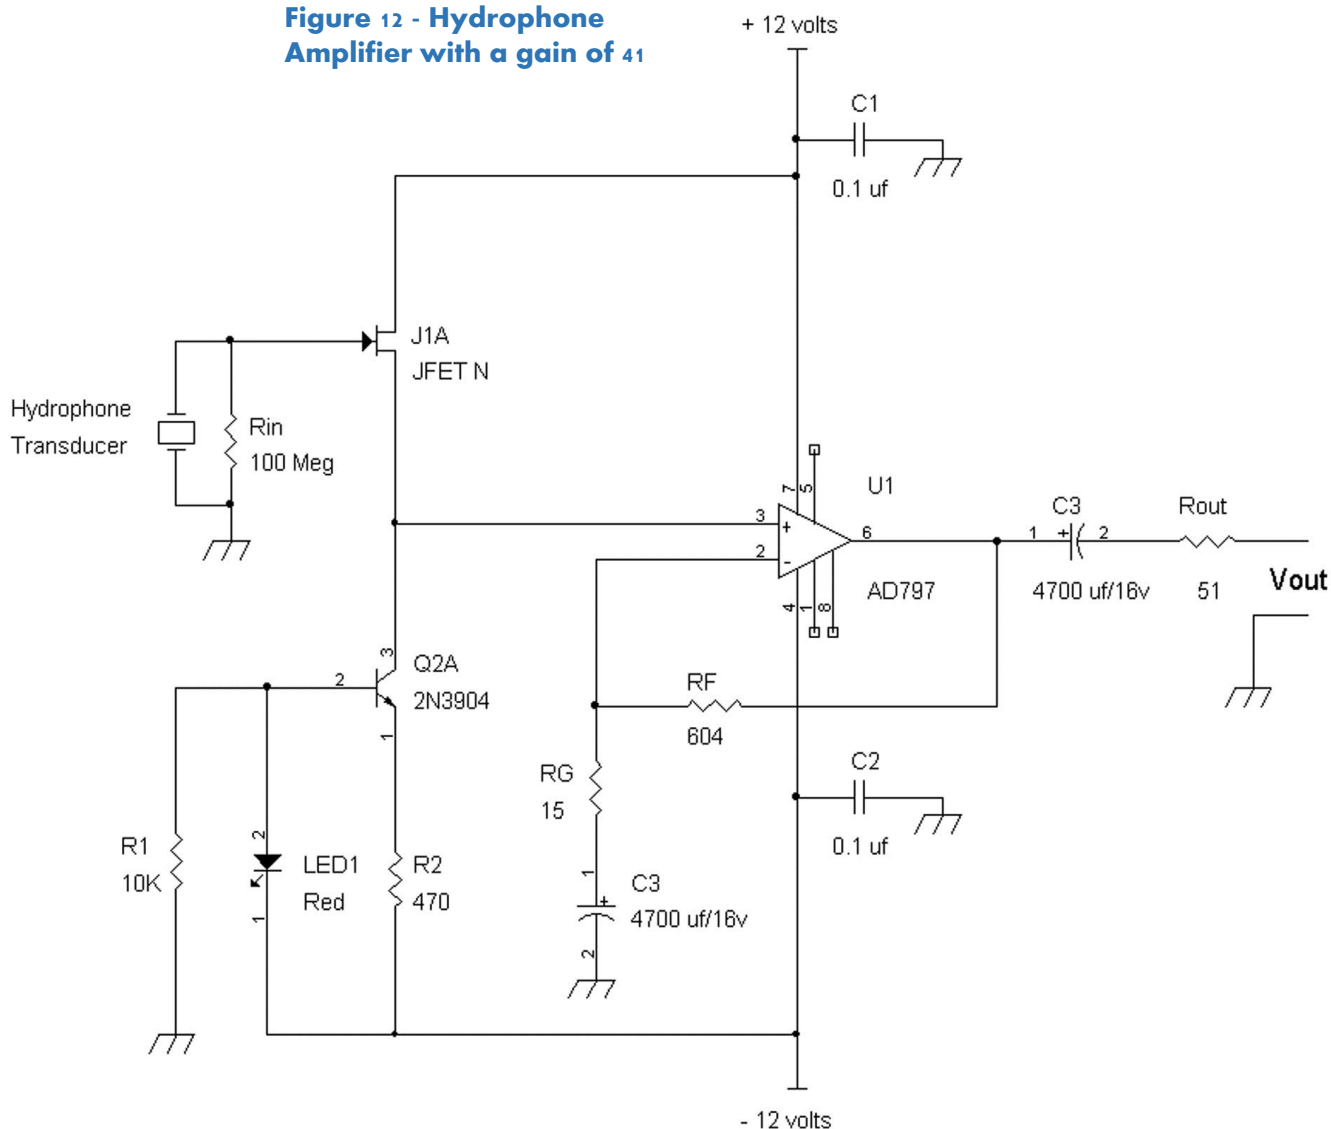 Figure 12 - Hydrophone
Amplifier with a gain of 41
+ 12 volts
C1
0.1 uf
J1A
JFET N
Hydrophone
Transducer
Rin
100 Meg
7
5
U1
3
+
2
-
6
4
1
8
AD797
C3
1
+
2
4700 uf/16v
Rout
51
Vout
3
Q2A
2
2N3904
1
RF
604
RG
15
C2
0.1 uf
R1
10K
2
LED1
Red
1
R2
470
1
C3
+
4700 uf/16v
2
- 12 volts